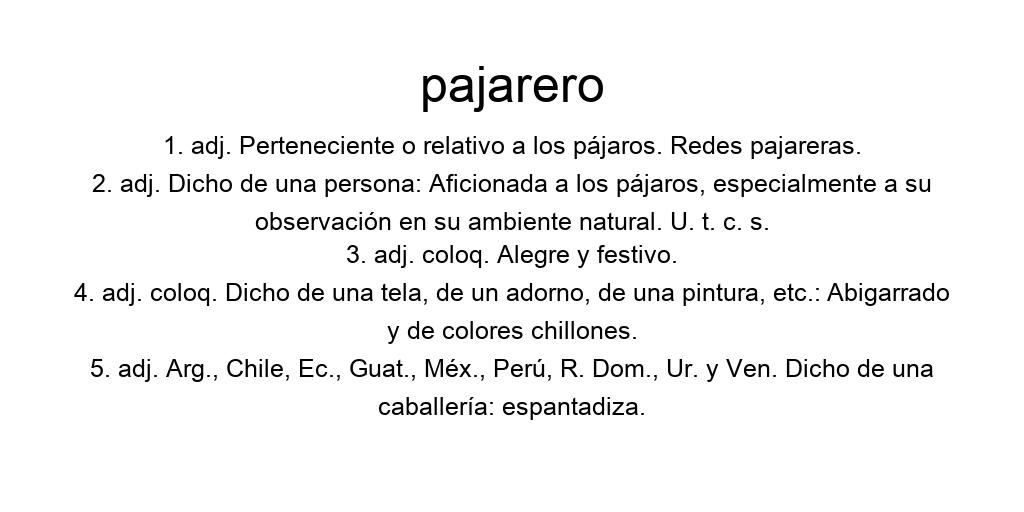 pajarero
1. adj. Perteneciente o relativo a los pájaros. Redes pajareras.
2. adj. Dicho de una persona: Aficionada a los pájaros, especialmente a su
observación en su ambiente natural. U. t. c. s.
3. adj. coloq. Alegre y festivo.
4. adj. coloq. Dicho de una tela, de un adorno, de una pintura, etc.: Abigarrado
y de colores chillones.
5. adj. Arg., Chile, Ec., Guat., Méx., Perú, R. Dom., Ur. y Ven. Dicho de una
caballería: espantadiza.